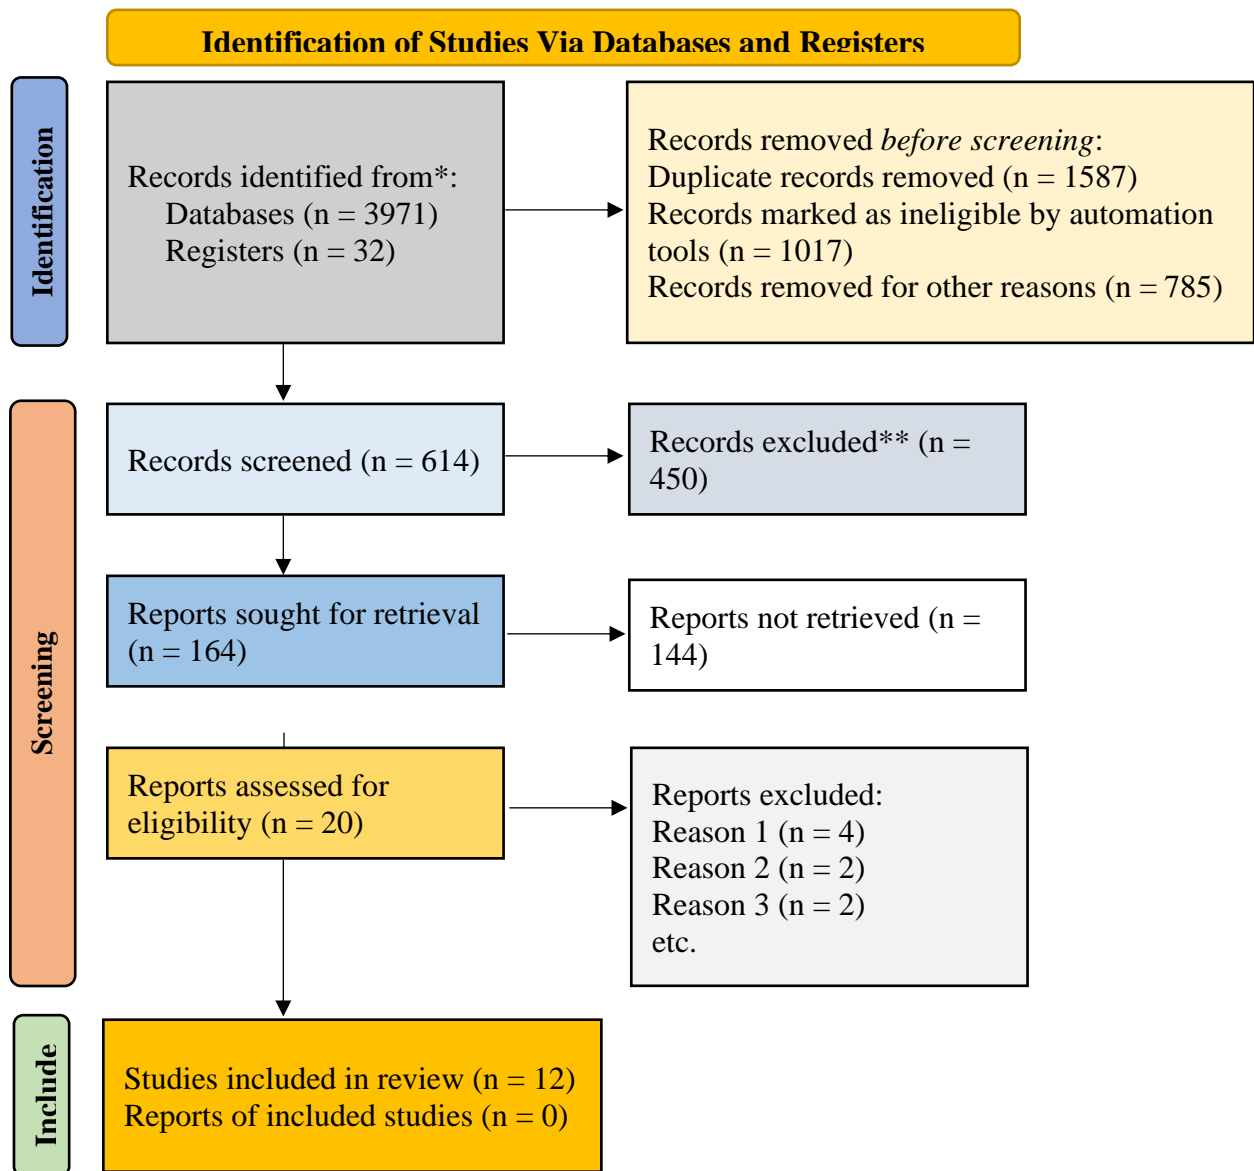 Identification of Studies Via Databases and Registers
Identification
Records identified from*:
Databases (n = 3971)
Registers (n = 32)
Records removed before screening:
Duplicate records removed (n = 1587)
Records marked as ineligible by automation
tools (n = 1017)
Records removed for other reasons (n = 785)
Screening
Records screened (n = 614)
Records excluded** (n =
450)
Reports sought for retrieval
(n = 164)
Reports not retrieved (n =
144)
Reports assessed for
eligibility (n = 20)
Reports excluded:
Reason 1 (n = 4)
Reason 2 (n = 2)
Reason 3 (n = 2)
etc.
Include
Studies included in review (n = 12)
Reports of included studies (n = 0)